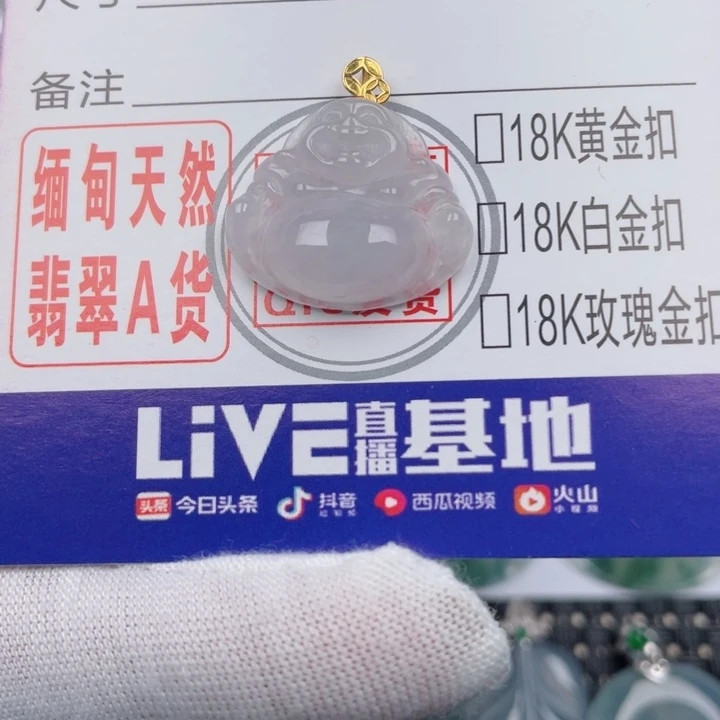 尺寸
备注
缅甸天然
翡翠A货
□18K黄金扣
□18K白金扣
□18K玫瑰金扣
LiVE直播基地
头条 今日头条 抖音 西瓜视频 火山